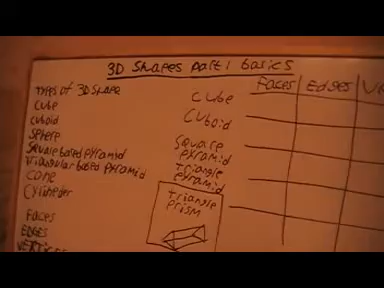 3D Shapes part 1 basics
Types of 3D shape
Cube
Cuboid
Sphere
Square based pyramid
Triangular based pyramid
Cone
Cylinder
Faces
EDGES
VERTICES
Cube
Cuboid
Square
pyramid
Triangle
pyramid
Triangle
prism
Faces
Edges